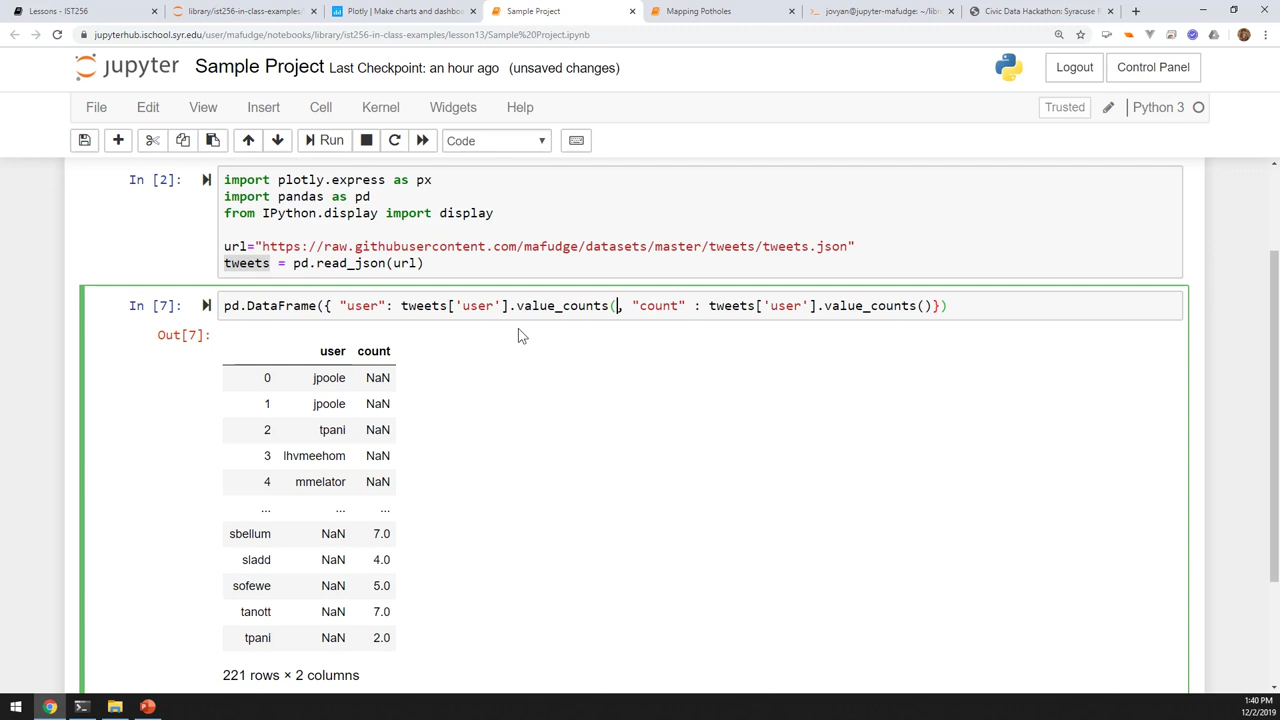 Lessons - IST256
library/ist256-in-class-examples/
Plotly | Make charts and dashboa
Sample Project
Mapping Potholes
jovyan@jupyter-mafudge: ~/lib
Civic Data Hackathon: Syracuse R
jupyterhub.ischool.syr.edu/user/mafudge/notebooks/library/ist256-in-class-examples/lesson13/Sample%20Project.ipynb
jupyter Sample Project Last Checkpoint: an hour ago (unsaved changes)
Logout
Control Panel
File Edit View Insert Cell Kernel Widgets Help
Trusted
Python 3
Run
Code
In [2]:
import plotly.express as px
import pandas as pd
from IPython.display import display
url="https://raw.githubusercontent.com/mafudge/datasets/master/tweets/tweets.json"
tweets = pd.read_json(url)
In [7]:
pd.DataFrame({ "user": tweets['user'].value_counts(, "count" : tweets['user'].value_counts()})
Out[7]:
user count
0 jpoole NaN
1 jpoole NaN
2 tpani NaN
3 lhvmeehom NaN
4 mmelator NaN
... ... ...
sbellum NaN 7.0
sladd NaN 4.0
sofewe NaN 5.0
tanott NaN 7.0
tpani NaN 2.0
221 rows × 2 columns
1:40 PM
12/2/2019